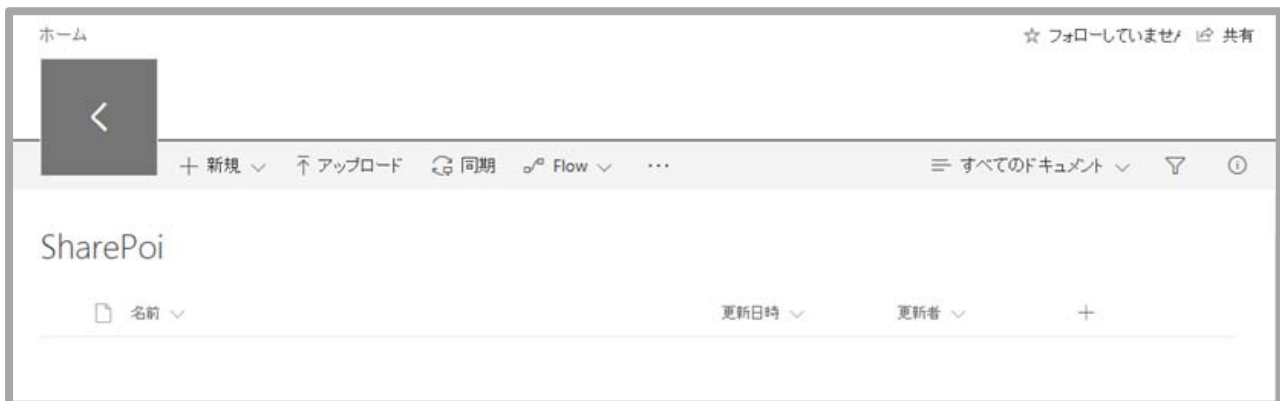 ホーム
フォローしていませ 共有
新規 アップロード 同期 Flow ... すべてのドキュメント
SharePoi
名前 更新日時 更新者